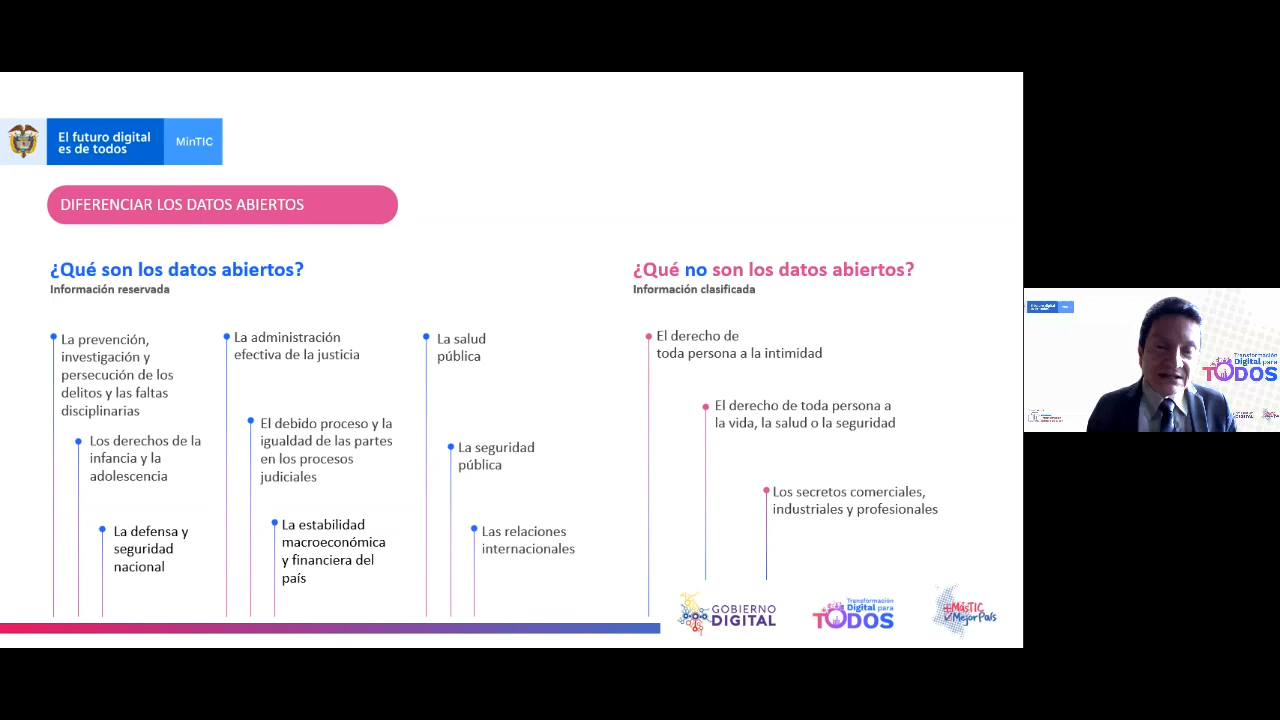 El futuro digital
es de todos
MinTIC
DIFERENCIAR LOS DATOS ABIERTOS
¿Qué son los datos abiertos?
Información reservada
La prevención,
investigación y
persecución de los
delitos y las faltas
disciplinarias
Los derechos de la
infancia y la
adolescencia
La defensa y
seguridad
nacional
La administración
efectiva de la justicia
El debido proceso y la
igualdad de las partes
en los procesos
judiciales
La estabilidad
macroeconómica
y financiera del
país
La salud
pública
La seguridad
pública
Las relaciones
internacionales
¿Qué no son los datos abiertos?
Información clasificada
El derecho de
toda persona a la intimidad
El derecho de toda persona a
la vida, la salud o la seguridad
Los secretos comerciales,
industriales y profesionales
GOBIERNO
DIGITAL
Transformación
Digital para
TODOS
+MásTIC
MejorPaís
Transformación
Digital para
TODOS